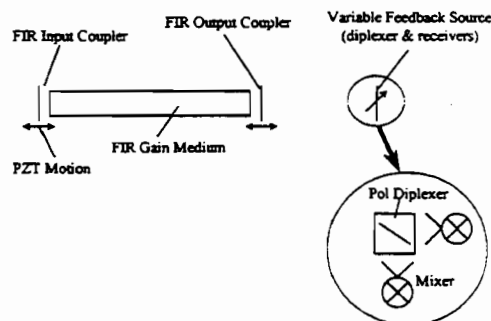 FIR Input Coupler
FIR Output Coupler
Variable Feedback Source
(diplexer & receivers)
FIR Gain Medium
PZT Motion
Pol Diplexer
Mixer